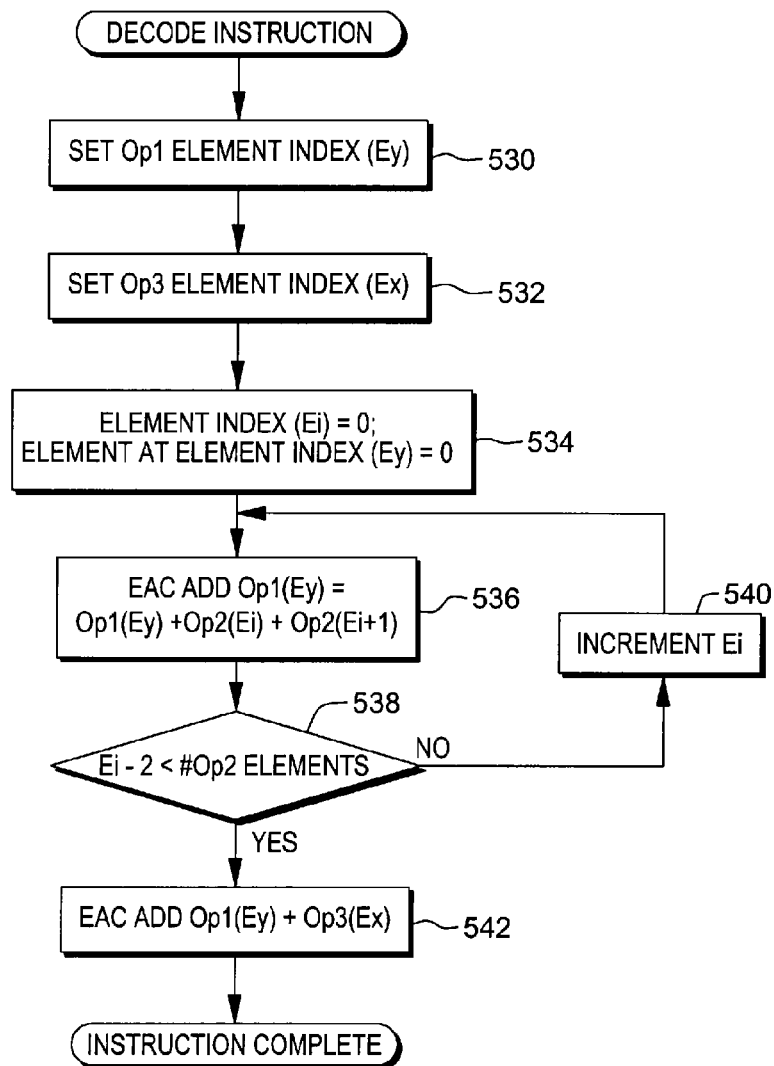 DECODE INSTRUCTION
SET Op1 ELEMENT INDEX (Ey)
530
SET Op3 ELEMENT INDEX (Ex)
532
ELEMENT INDEX (Ei) = 0;
ELEMENT AT ELEMENT INDEX (Ey) = 0
534
EAC ADD Op1(Ey) =
Op1(Ey) +Op2(Ei) + Op2(Ei+1)
536
540
INCREMENT Ei
538
Ei - 2 < #Op2 ELEMENTS
NO
YES
EAC ADD Op1(Ey) + Op3(Ex)
542
INSTRUCTION COMPLETE